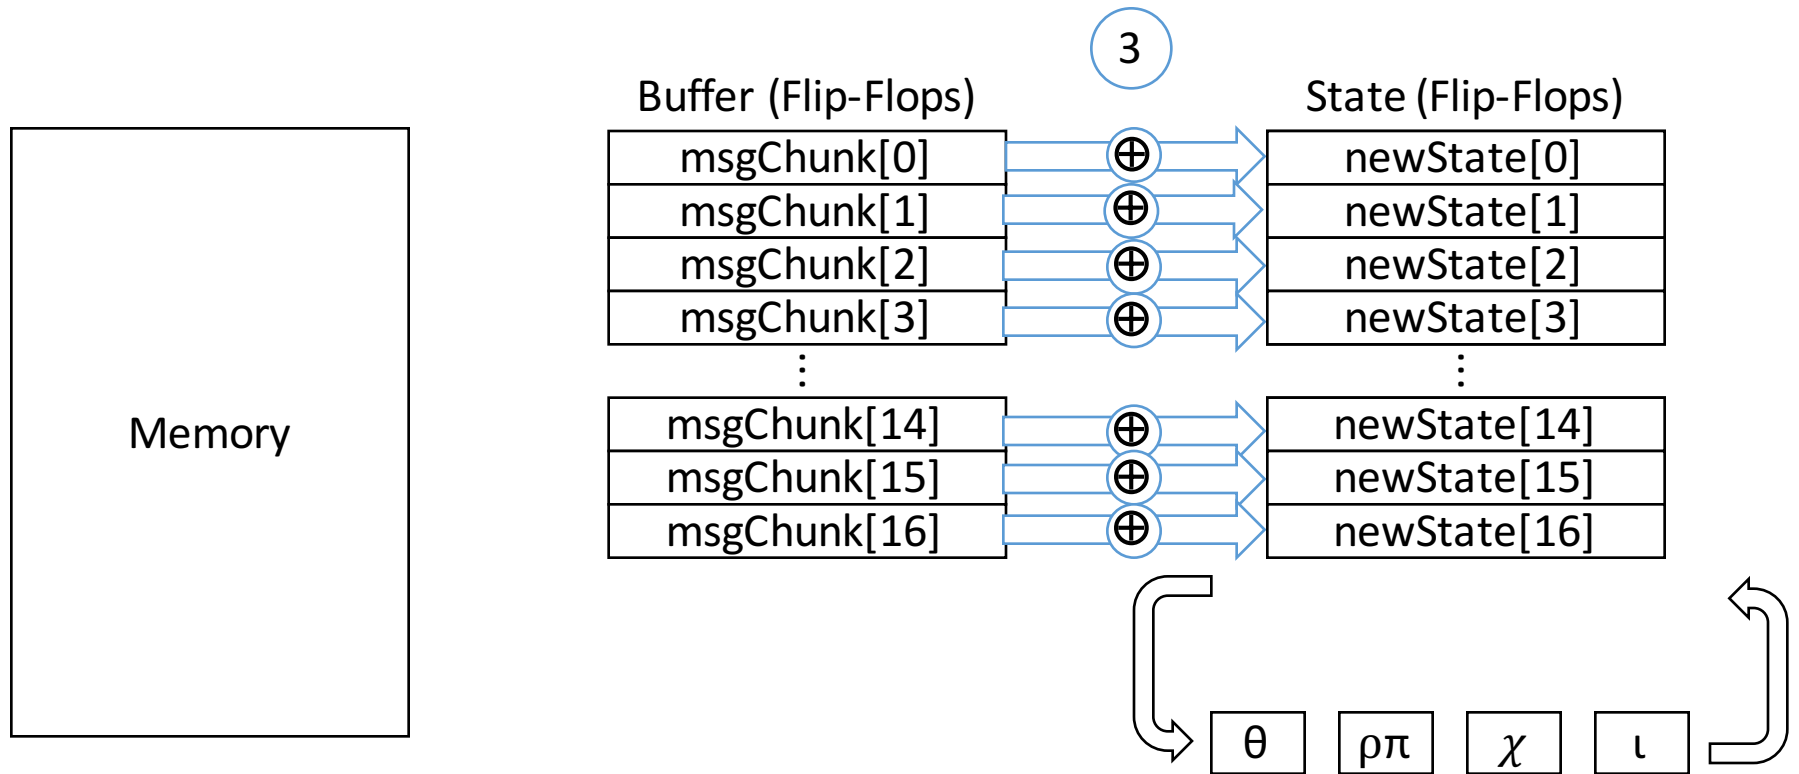 3
Buffer (Flip-Flops)
State (Flip-Flops)
msgChunk[0]
⊕
newState[0]
msgChunk[1]
⊕
newState[1]
msgChunk[2]
⊕
newState[2]
msgChunk[3]
⊕
newState[3]
⋮
⋮
Memory
msgChunk[14]
⊕
newState[14]
msgChunk[15]
⊕
newState[15]
msgChunk[16]
⊕
newState[16]
θ
ρπ
χ
ι